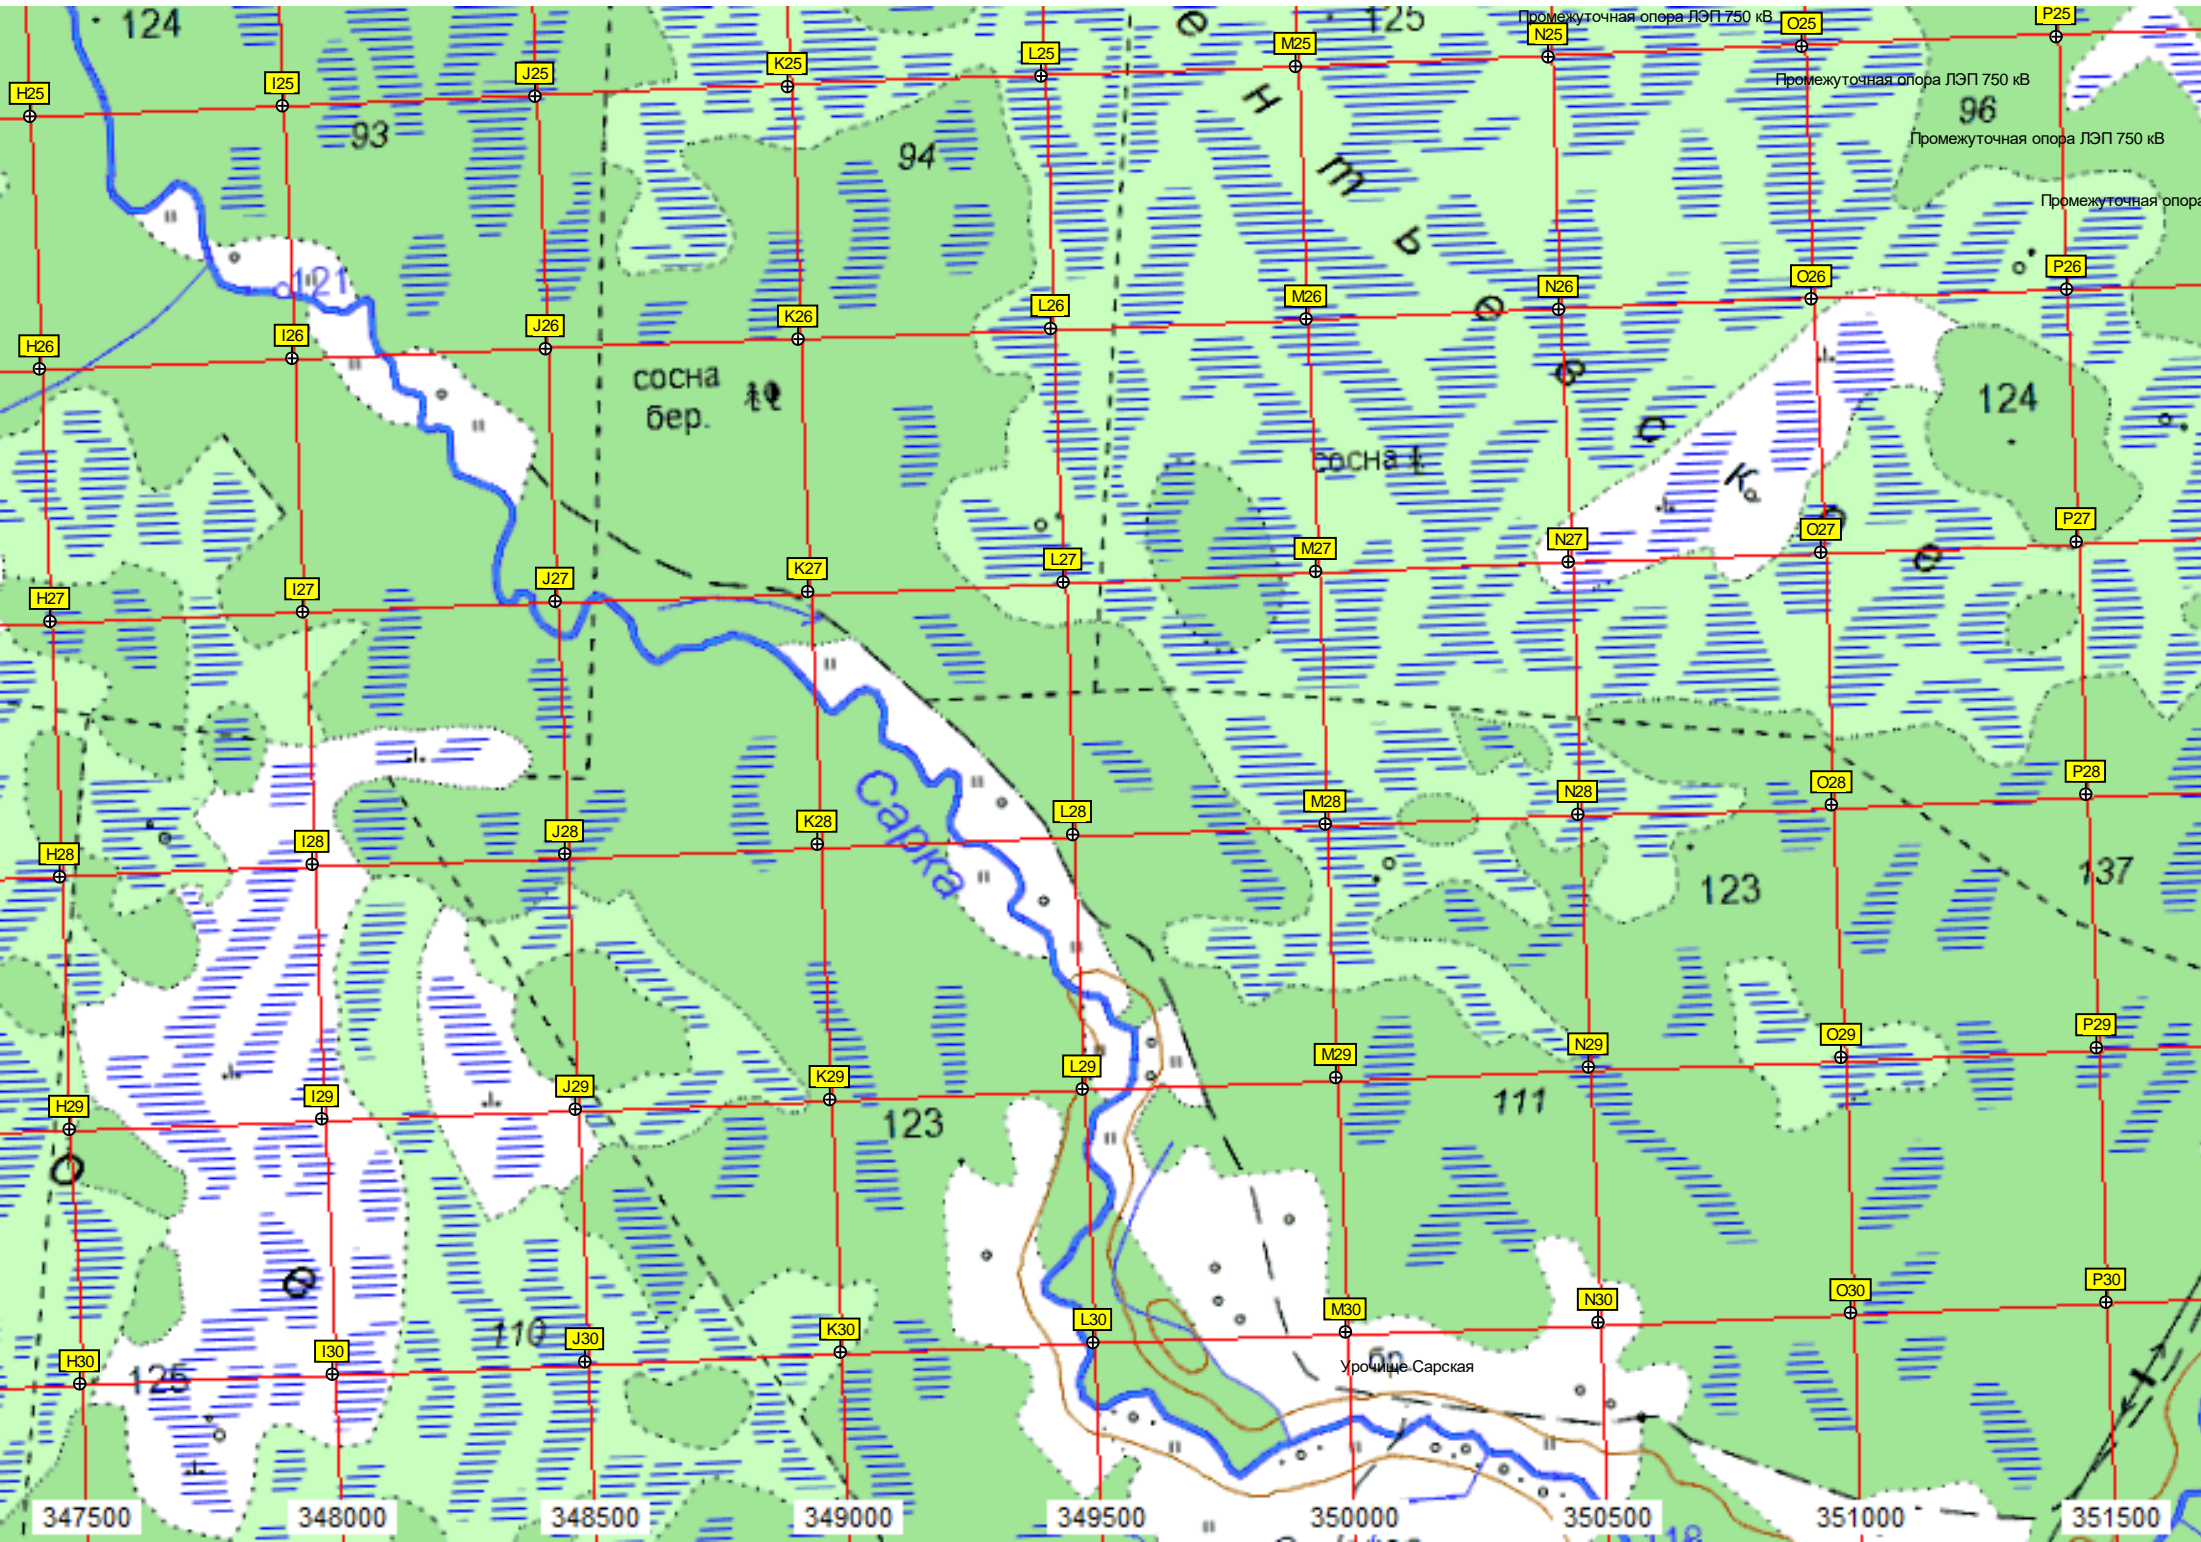 124
125
Промежуточная опора ЛЭП 750 кВ
H25
I25
J25
K25
L25
M25
N25
O25
P25
Промежуточная опора ЛЭП 750 кВ
93
94
96
Промежуточная опора ЛЭП 750 кВ
Промежуточная опора
е
н
т
ь
е
в
с
к
о
е
121
H26
I26
J26
K26
L26
M26
N26
O26
P26
сосна
бер.
124
сосна
H27
I27
J27
K27
L27
M27
N27
O27
P27
Сарка
H28
I28
J28
K28
L28
M28
N28
O28
P28
123
137
H29
I29
J29
K29
L29
M29
N29
O29
P29
123
111
О
е
H30
I30
J30
K30
L30
M30
N30
O30
P30
110
125
бр.
Урочище Сарская
347500
348000
348500
349000
349500
350000
350500
351000
351500
118